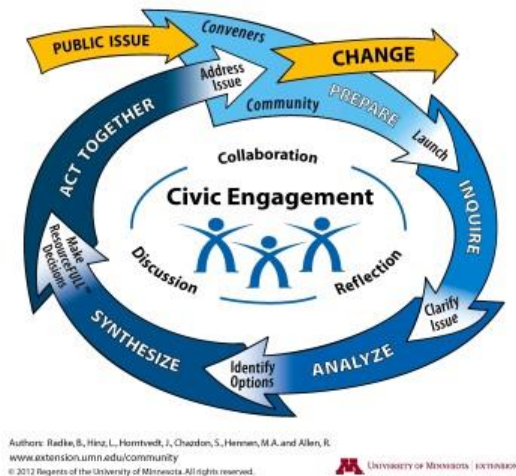 PUBLIC ISSUE
Conveners
CHANGE
Address
Issue
Community
PREPARE
Launch
ACT TOGETHER
Collaboration
Civic Engagement
INQUIRE
Discussion
Reflection
Make
ResourceFULL™
Decisions
Clarify
Issue
SYNTHESIZE
Identify
Options
ANALYZE
Authors: Radke, B., Hinz, L., Horntvedt, J., Chazdon, S., Hennen, M.A. and Allen, R.
www.extension.umn.edu/community
© 2012 Regents of the University of Minnesota. All rights reserved.
UNIVERSITY OF MINNESOTA | EXTENSION